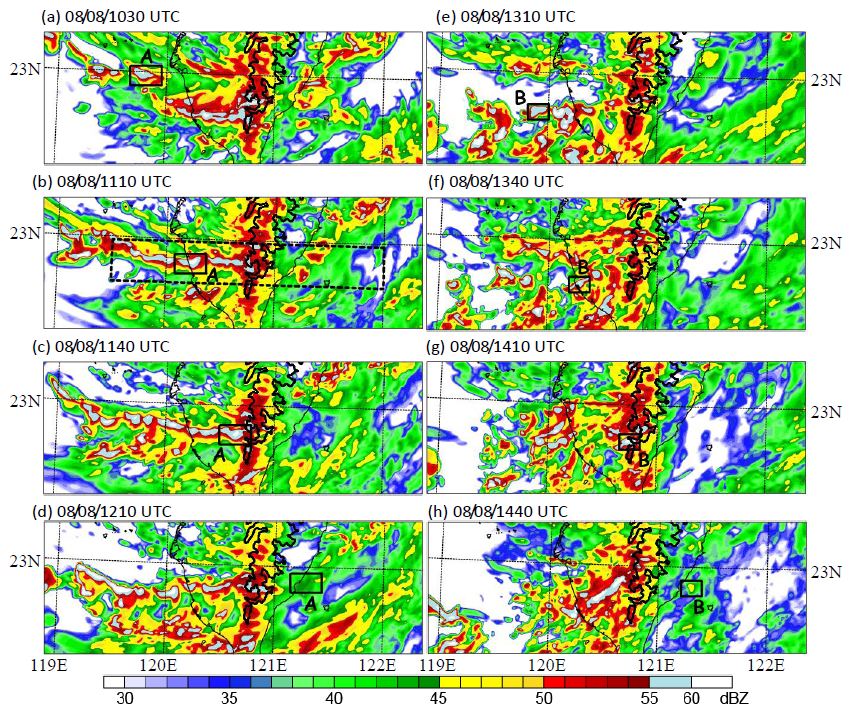 (a) 08/08/1030 UTC
(e) 08/08/1310 UTC
A
23N
23N
B
(b) 08/08/1110 UTC
(f) 08/08/1340 UTC
23N
23N
A
B
(c) 08/08/1140 UTC
(g) 08/08/1410 UTC
23N
23N
A
B
(d) 08/08/1210 UTC
(h) 08/08/1440 UTC
23N
23N
A
B
119E 120E 121E 122E 120E 121E 122E
30 35 40 45 50 55 60 dBZ